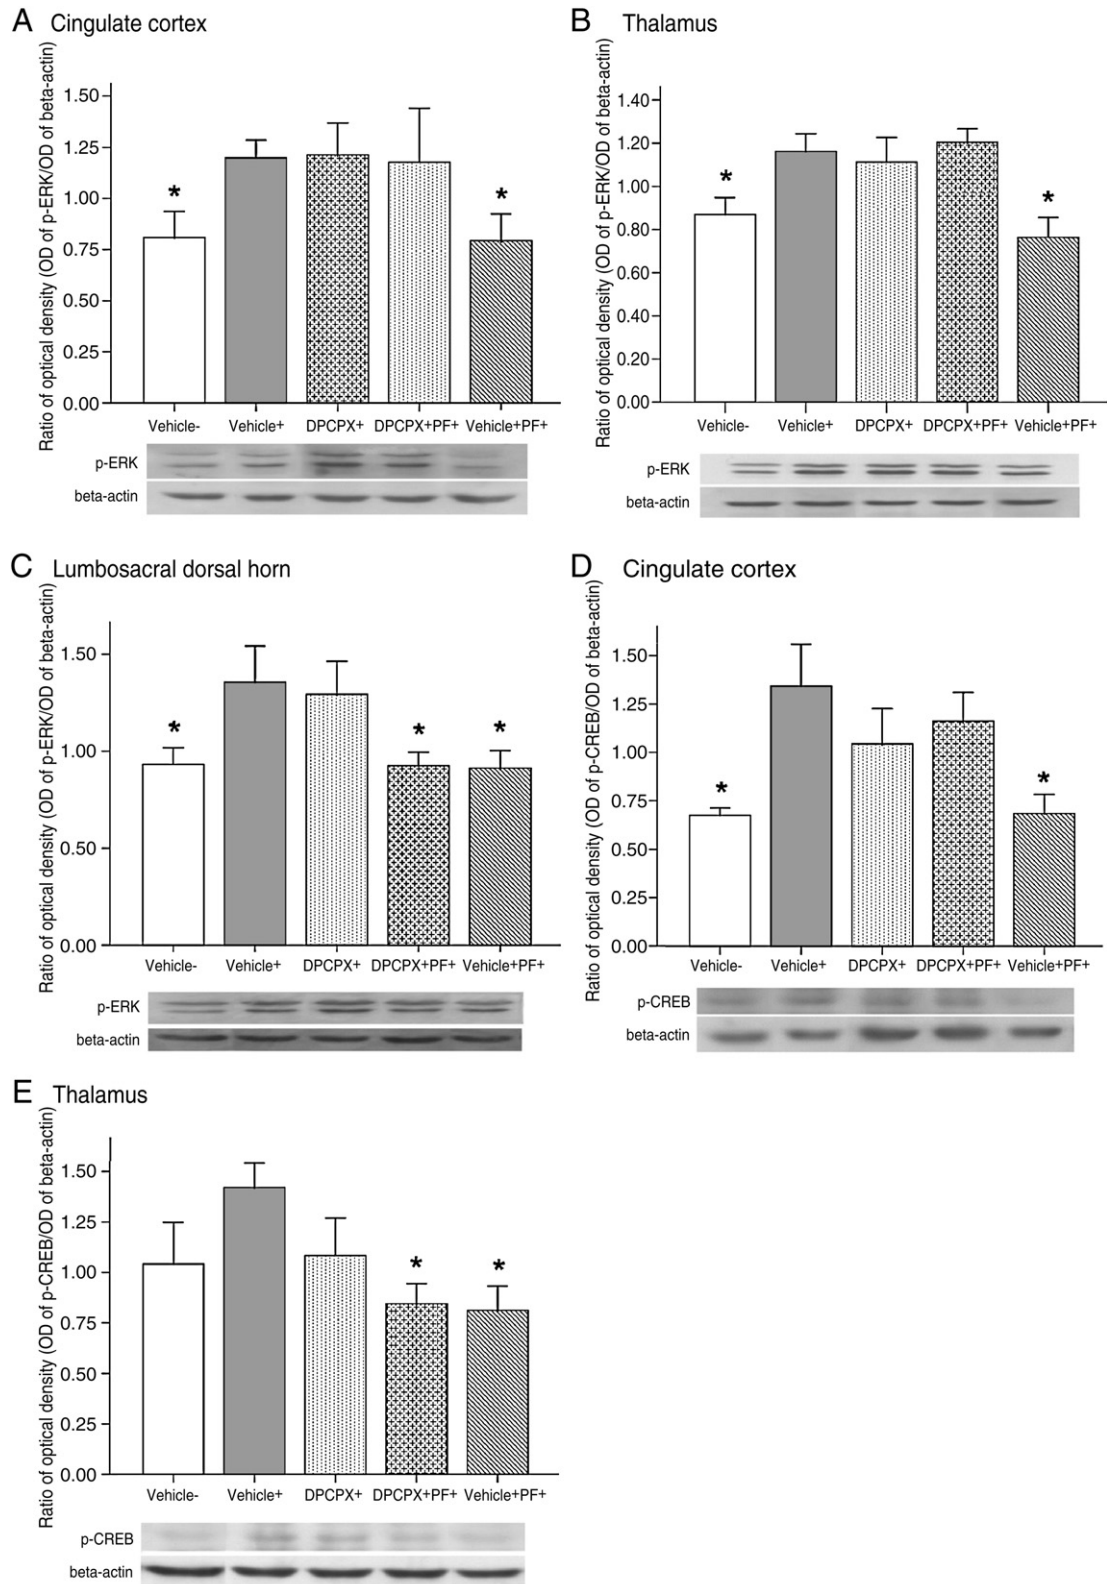 A Cingulate cortex
Ratio of optical density (OD of p-ERK/OD of beta-actin)
1.50
1.25
1.00
0.75
0.50
0.25
0.00
*
*
Vehicle- Vehicle+ DPCPX+ DPCPX+PF+ Vehicle+PF+
p-ERK
beta-actin
B Thalamus
Ratio of optical density (OD of p-ERK/OD of beta-actin)
1.40
1.20
1.00
0.80
0.60
0.40
0.20
0.00
*
*
Vehicle- Vehicle+ DPCPX+ DPCPX+PF+ Vehicle+PF+
p-ERK
beta-actin
C Lumbosacral dorsal horn
Ratio of optical density (OD of p-ERK/OD of beta-actin)
1.50
1.00
0.50
0.00
*
*
*
Vehicle- Vehicle+ DPCPX+ DPCPX+PF+ Vehicle+PF+
p-ERK
beta-actin
D Cingulate cortex
Ratio of optical density (OD of p-CREB/OD of beta-actin)
1.50
1.25
1.00
0.75
0.50
0.25
0.00
*
*
Vehicle- Vehicle+ DPCPX+ DPCPX+PF+ Vehicle+PF+
p-CREB
beta-actin
E Thalamus
Ratio of optical density (OD of p-CREB/OD of beta-actin)
1.50
1.25
1.00
0.75
0.50
0.25
0.00
*
*
Vehicle- Vehicle+ DPCPX+ DPCPX+PF+ Vehicle+PF+
p-CREB
beta-actin